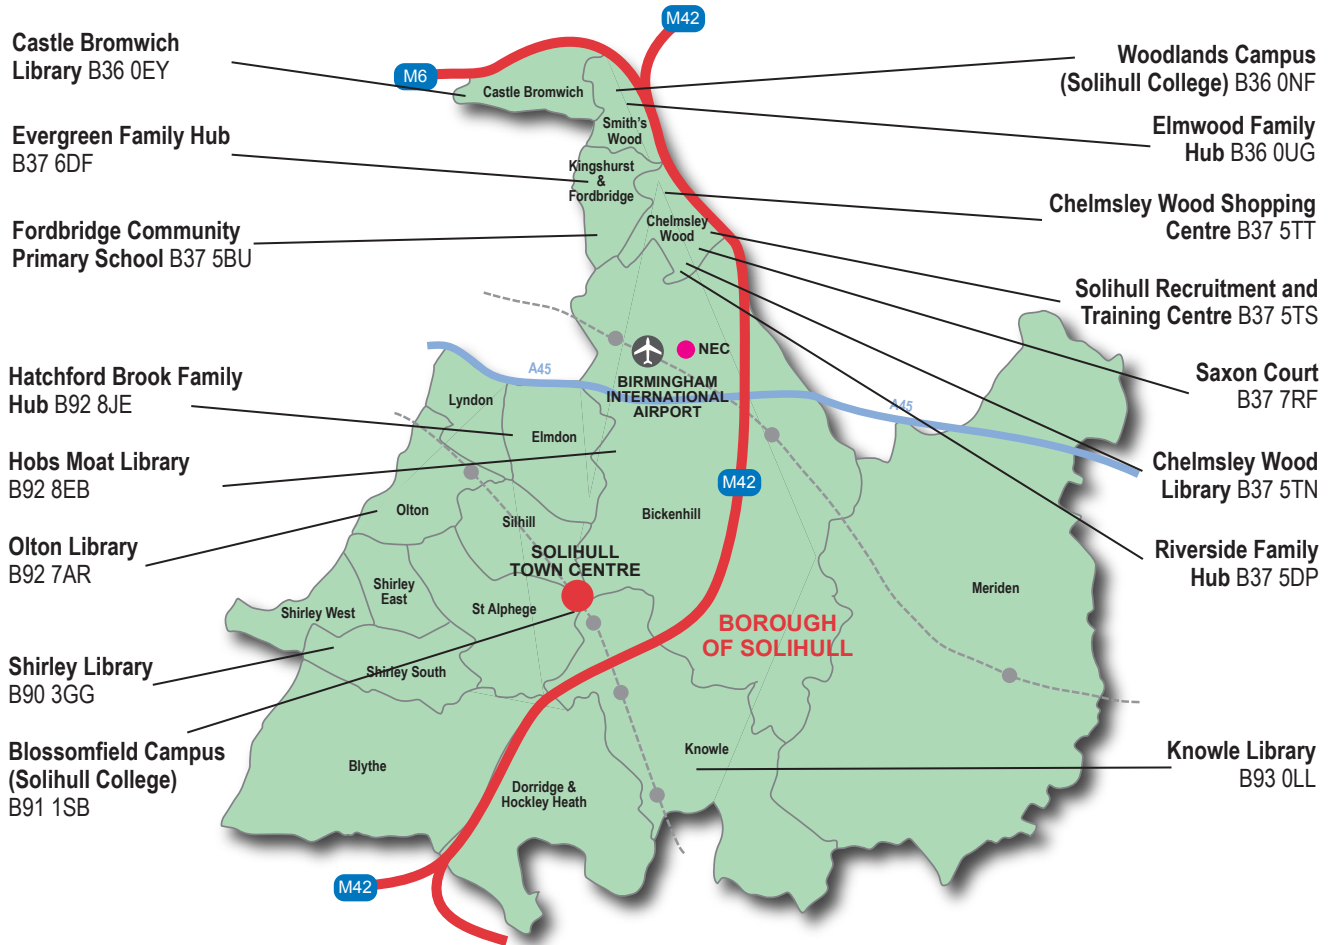 M42
M6
Castle Bromwich
Library B36 0EY
Evergreen Family Hub
B37 6DF
Fordbridge Community
Primary School B37 5BU
Hatchford Brook Family
Hub B92 8JE
Hobs Moat Library
B92 8EB
Olton Library
B92 7AR
Shirley Library
B90 3GG
Blossomfield Campus
(Solihull College)
B91 1SB
Castle Bromwich
Smith's
Wood
Kingshurst
&
Fordbridge
Chelmsley
Wood
NEC
BIRMINGHAM
INTERNATIONAL
AIRPORT
A45
A45
Lyndon
Elmdon
M42
Bickenhill
Olton
Silhill
SOLIHULL
TOWN CENTRE
Shirley
East
Shirley West
St Alphege
Meriden
BOROUGH
OF SOLIHULL
Shirley South
Blythe
Knowle
Dorridge &
Hockley Heath
M42
Woodlands Campus
(Solihull College) B36 0NF
Elmwood Family
Hub B36 0UG
Chelmsley Wood Shopping
Centre B37 5TT
Solihull Recruitment and
Training Centre B37 5TS
Saxon Court
B37 7RF
Chelmsley Wood
Library B37 5TN
Riverside Family
Hub B37 5DP
Knowle Library
B93 0LL